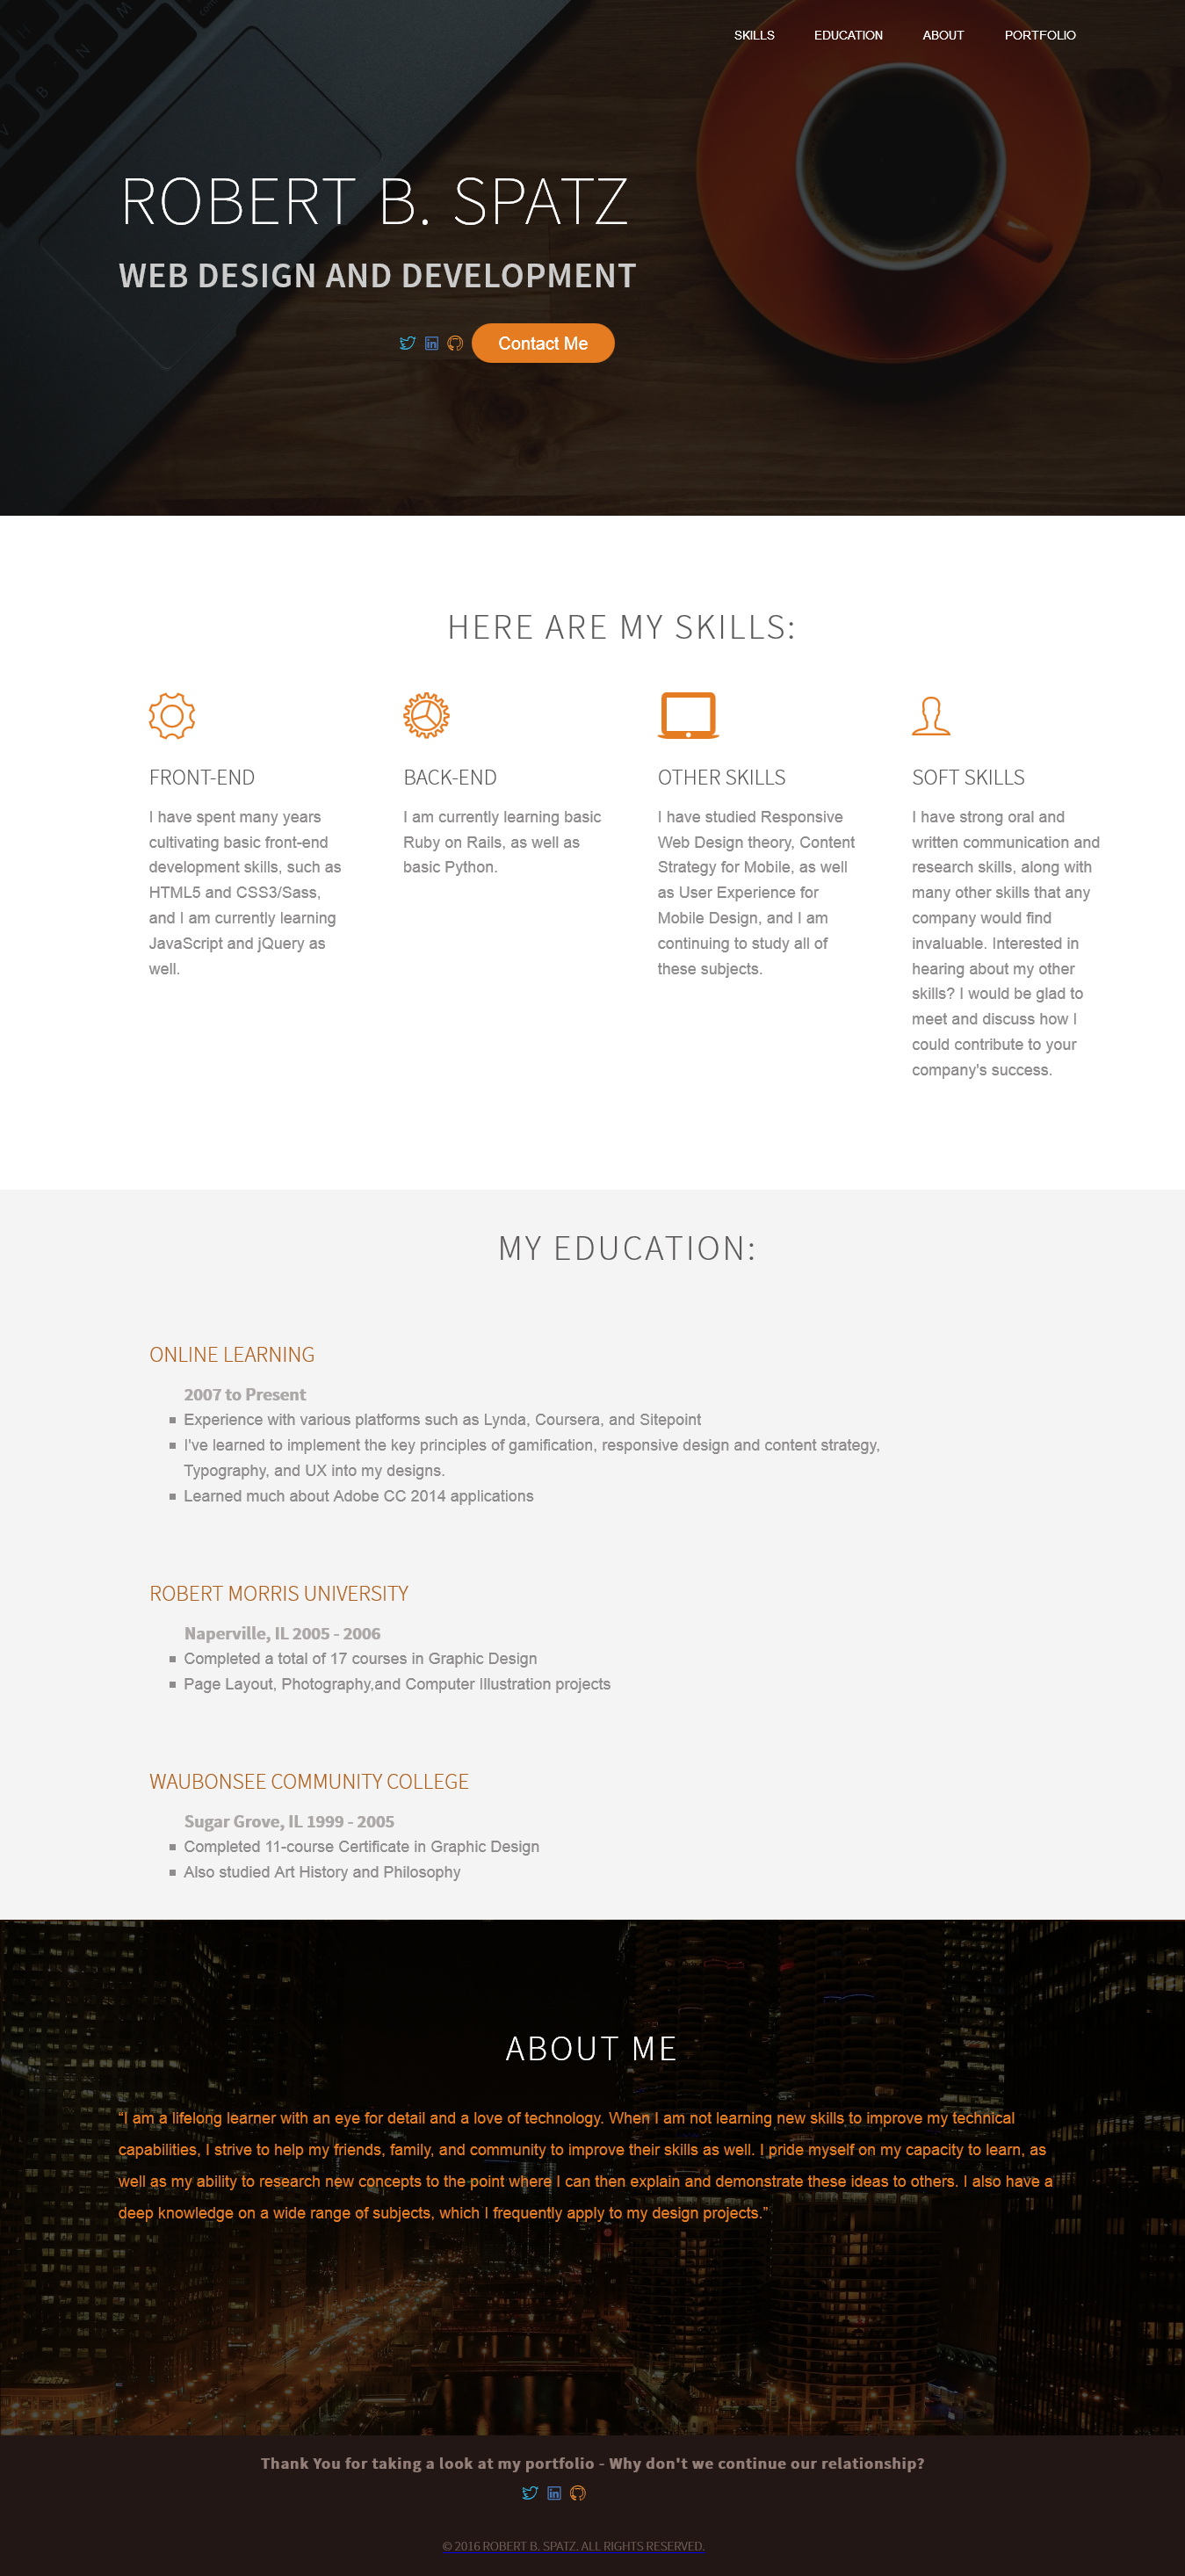 SKILLS EDUCATION ABOUT PORTFOLIO
ROBERT B. SPATZ
WEB DESIGN AND DEVELOPMENT
Contact Me
HERE ARE MY SKILLS:
FRONT-END
I have spent many years
cultivating basic front-end
development skills, such as
HTML5 and CSS3/Sass,
and I am currently learning
JavaScript and jQuery as
well.
BACK-END
I am currently learning basic
Ruby on Rails, as well as
basic Python.
OTHER SKILLS
I have studied Responsive
Web Design theory, Content
Strategy for Mobile, as well
as User Experience for
Mobile Design, and I am
continuing to study all of
these subjects.
SOFT SKILLS
I have strong oral and
written communication and
research skills, along with
many other skills that any
company would find
invaluable. Interested in
hearing about my other
skills? I would be glad to
meet and discuss how I
could contribute to your
company's success.
MY EDUCATION:
ONLINE LEARNING
2007 to Present
Experience with various platforms such as Lynda, Coursera, and Sitepoint
I've learned to implement the key principles of gamification, responsive design and content strategy,
Typography, and UX into my designs.
Learned much about Adobe CC 2014 applications
ROBERT MORRIS UNIVERSITY
Naperville, IL 2005 - 2006
Completed a total of 17 courses in Graphic Design
Page Layout, Photography,and Computer Illustration projects
WAUBONSEE COMMUNITY COLLEGE
Sugar Grove, IL 1999 - 2005
Completed 11-course Certificate in Graphic Design
Also studied Art History and Philosophy
ABOUT ME
“I am a lifelong learner with an eye for detail and a love of technology. When I am not learning new skills to improve my technical
capabilities, I strive to help my friends, family, and community to improve their skills as well. I pride myself on my capacity to learn, as
well as my ability to research new concepts to the point where I can then explain and demonstrate these ideas to others. I also have a
deep knowledge on a wide range of subjects, which I frequently apply to my design projects.”
Thank You for taking a look at my portfolio - Why don't we continue our relationship?
© 2016 ROBERT B. SPATZ. ALL RIGHTS RESERVED.